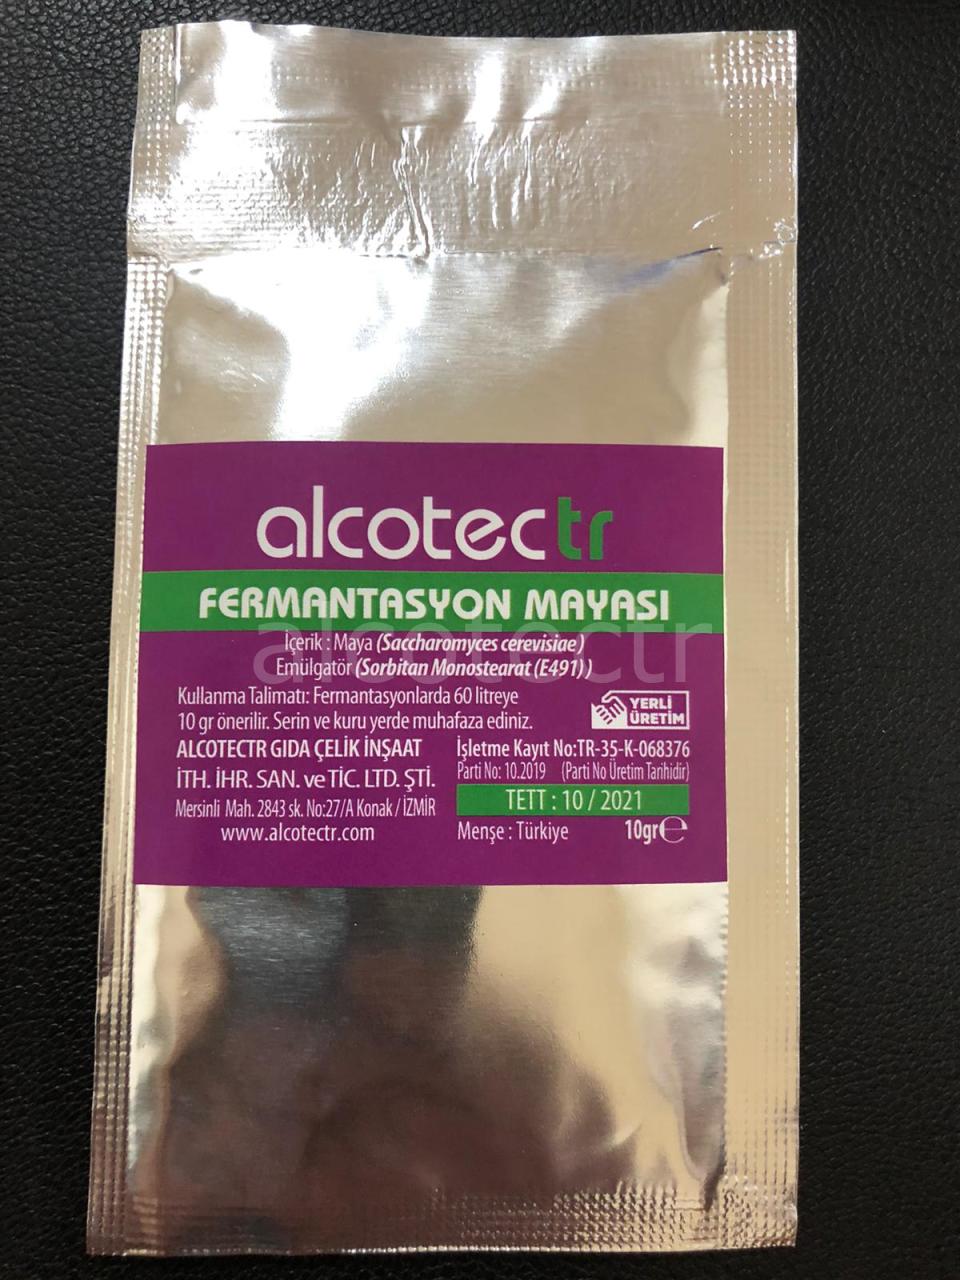 alcotectr
FERMANTASYON MAYASI
alcotectr
İçerik : Maya (Saccharomyces cerevisiae)
Emülgatör (Sorbitan Monostearat (E491))
Kullanma Talimatı: Fermantasyonlarda 60 litreye
10 gr önerilir. Serin ve kuru yerde muhafaza ediniz.
YERLİ
ÜRETİM
ALCOTECTR GIDA ÇELİK İNŞAAT
İTH. İHR. SAN. ve TİC. LTD. ŞTİ.
Mersinli Mah. 2843 sk. No:27/A Konak / İZMİR
www.alcotectr.com
İşletme Kayıt No:TR-35-K-068376
Parti No: 10.2019 (Parti No Üretim Tarihidir)
TETT : 10 / 2021
Menşe : Türkiye 10gr℮